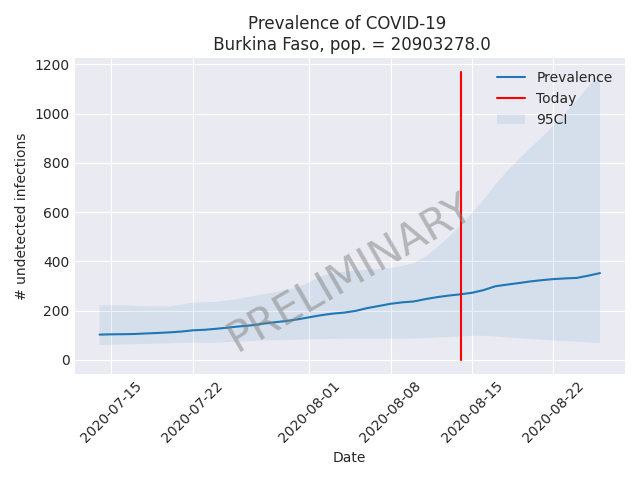 Prevalence of COVID-19
Burkina Faso, pop. = 20903278.0
1200
1000
800
600
400
200
0
# undetected infections
Prevalence
Today
95CI
PRELIMINARY
2020-07-15
2020-07-22
2020-08-01
2020-08-08
2020-08-15
2020-08-22
Date